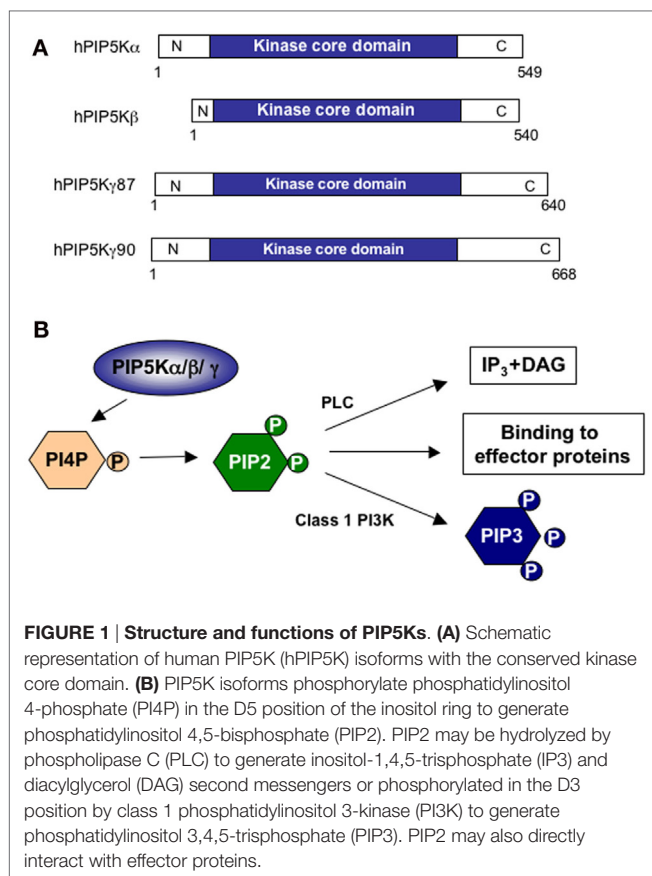 A
hPIP5Kα
N
Kinase core domain
C
1
549
hPIP5Kβ
N
Kinase core domain
C
1
540
hPIP5Kγ87
N
Kinase core domain
C
1
640
hPIP5Kγ90
N
Kinase core domain
C
1
668
B
PIP5Kα/β/ γ
IP3+DAG
PLC
PI4P
P
PIP2
P
P
Binding to
effector proteins
Class 1 PI3K
PIP3
P
P
P
FIGURE 1 | Structure and functions of PIP5Ks. (A) Schematic
representation of human PIP5K (hPIP5K) isoforms with the conserved kinase
core domain. (B) PIP5K isoforms phosphorylate phosphatidylinositol
4-phosphate (PI4P) in the D5 position of the inositol ring to generate
phosphatidylinositol 4,5-bisphosphate (PIP2). PIP2 may be hydrolyzed by
phospholipase C (PLC) to generate inositol-1,4,5-trisphosphate (IP3) and
diacylglycerol (DAG) second messengers or phosphorylated in the D3
position by class 1 phosphatidylinositol 3-kinase (PI3K) to generate
phosphatidylinositol 3,4,5-trisphosphate (PIP3). PIP2 may also directly
interact with effector proteins.